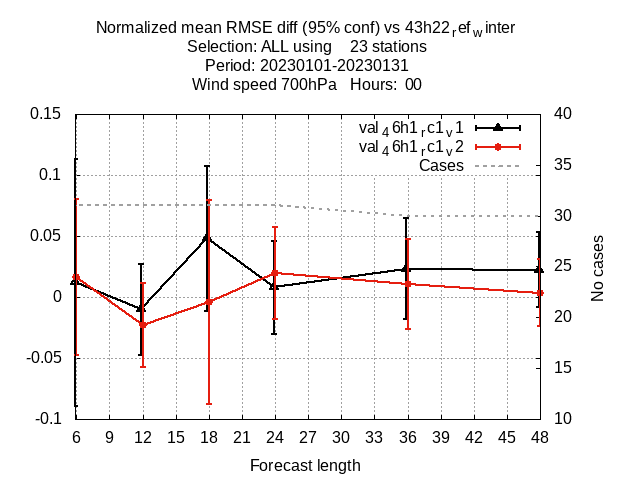 Normalized mean RMSE diff (95% conf) vs 43h22_ref_winter
Selection: ALL using 23 stations
Period: 20230101-20230131
Wind speed 700hPa Hours: 00
0.15
0.1
0.05
0
-0.05
-0.1
40
35
30
25
20
15
10
val_46h1_rc1_v1
val_46h1_rc1_v2
Cases
No cases
6 9 12 15 18 21 24 27 30 33 36 39 42 45 48
Forecast length